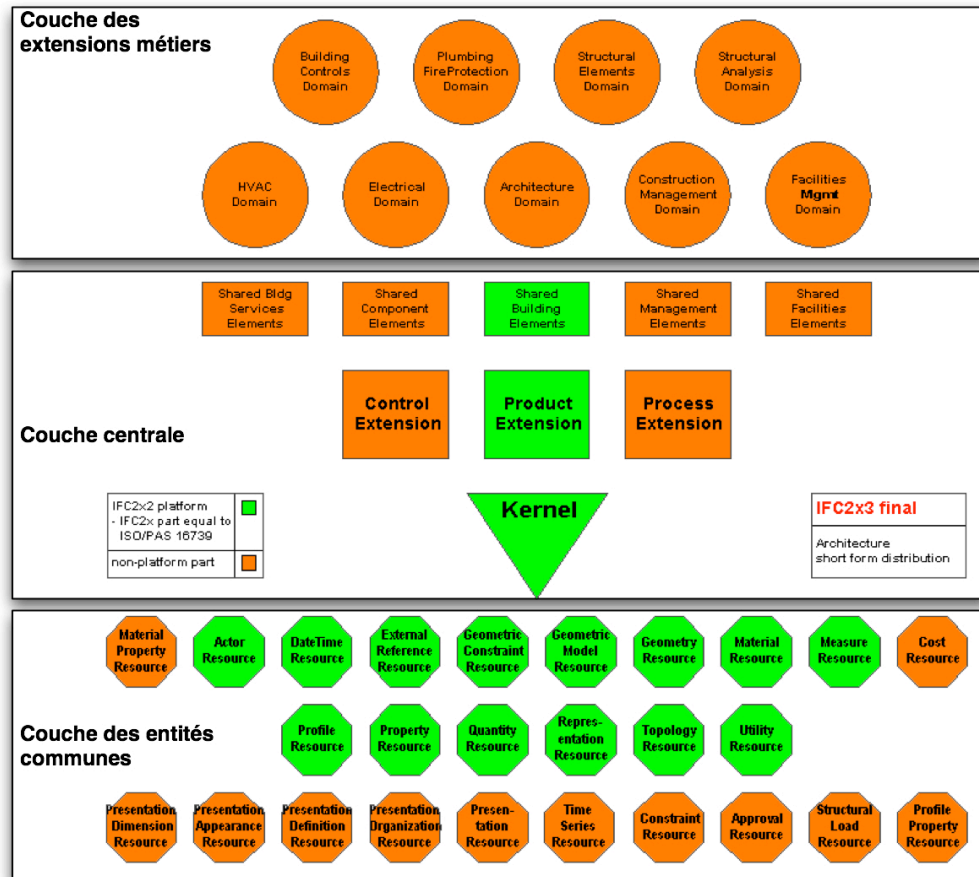 Couche des
extensions métiers
Building
Controls
Domain
Plumbing
FireProtection
Domain
Structural
Elements
Domain
Structural
Analysis
Domain
HVAC
Domain
Electrical
Domain
Architecture
Domain
Construction
Management
Domain
Facilities
Mgmt
Domain
Shared Bldg
Services
Elements
Shared
Component
Elements
Shared
Building
Elements
Shared
Management
Elements
Shared
Facilities
Elements
Couche centrale
Control
Extension
Product
Extension
Process
Extension
IFC2x2 platform
- IFC2x part equal to
ISO/PAS 16739
non-platform part
Kernel
IFC2x3 final
Architecture
short form distribution
Couche des entités
communes
Material
Property
Resource
Actor
Resource
DateTime
Resource
External
Reference
Resource
Geometric
Constraint
Resource
Geometric
Model
Resource
Geometry
Resource
Material
Resource
Measure
Resource
Cost
Resource
Profile
Resource
Property
Resource
Quantity
Resource
Repres-
entation
Resource
Topology
Resource
Utility
Resource
Presentation
Dimension
Resource
Presentation
Appearance
Resource
Presentation
Definition
Resource
Presentation
Organization
Resource
Presen-
tation
Resource
Time
Series
Resource
Constraint
Resource
Approval
Resource
Structural
Load
Resource
Profile
Property
Resource